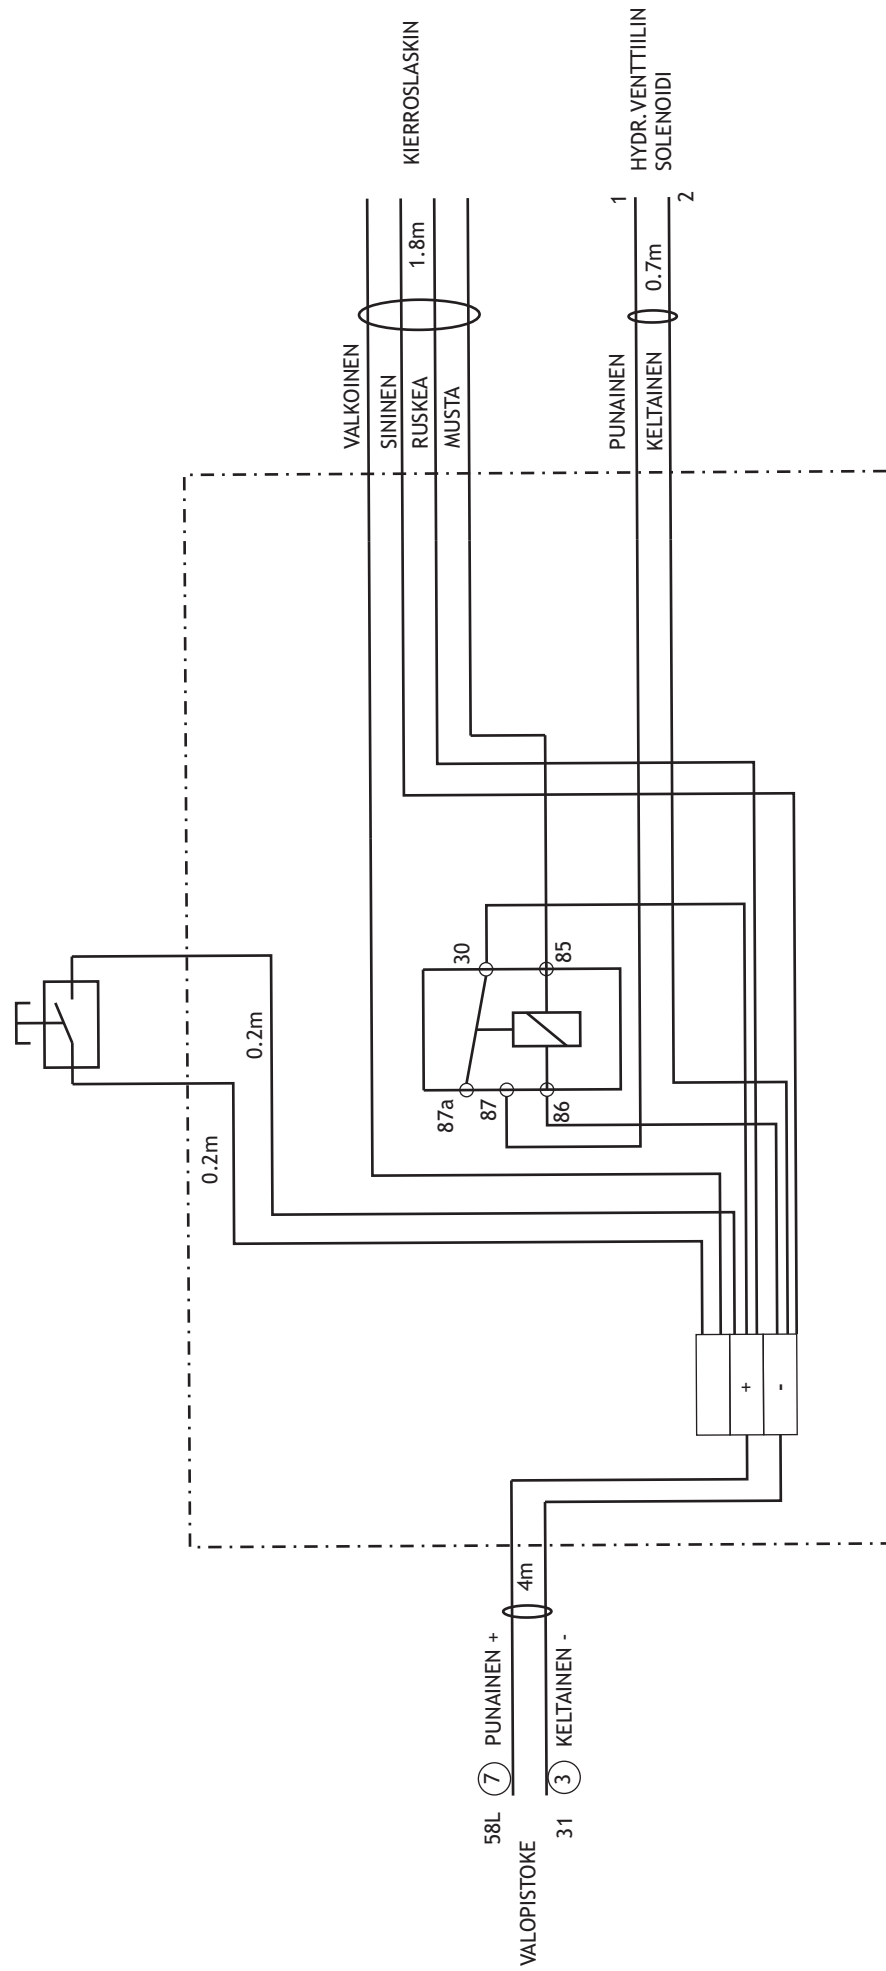 KIERROSLASKIN
HYDR.VENTTIILIN
SOLENOIDI
1
2
1.8m
0.7m
VALKOINEN
SININEN
RUSKEA
MUSTA
PUNAINEN
KELTAINEN
30
85
87a
87
86
0.2m
0.2m
+
-
4m
PUNAINEN +
KELTAINEN -
7
3
58L
31
VALOPISTOKE